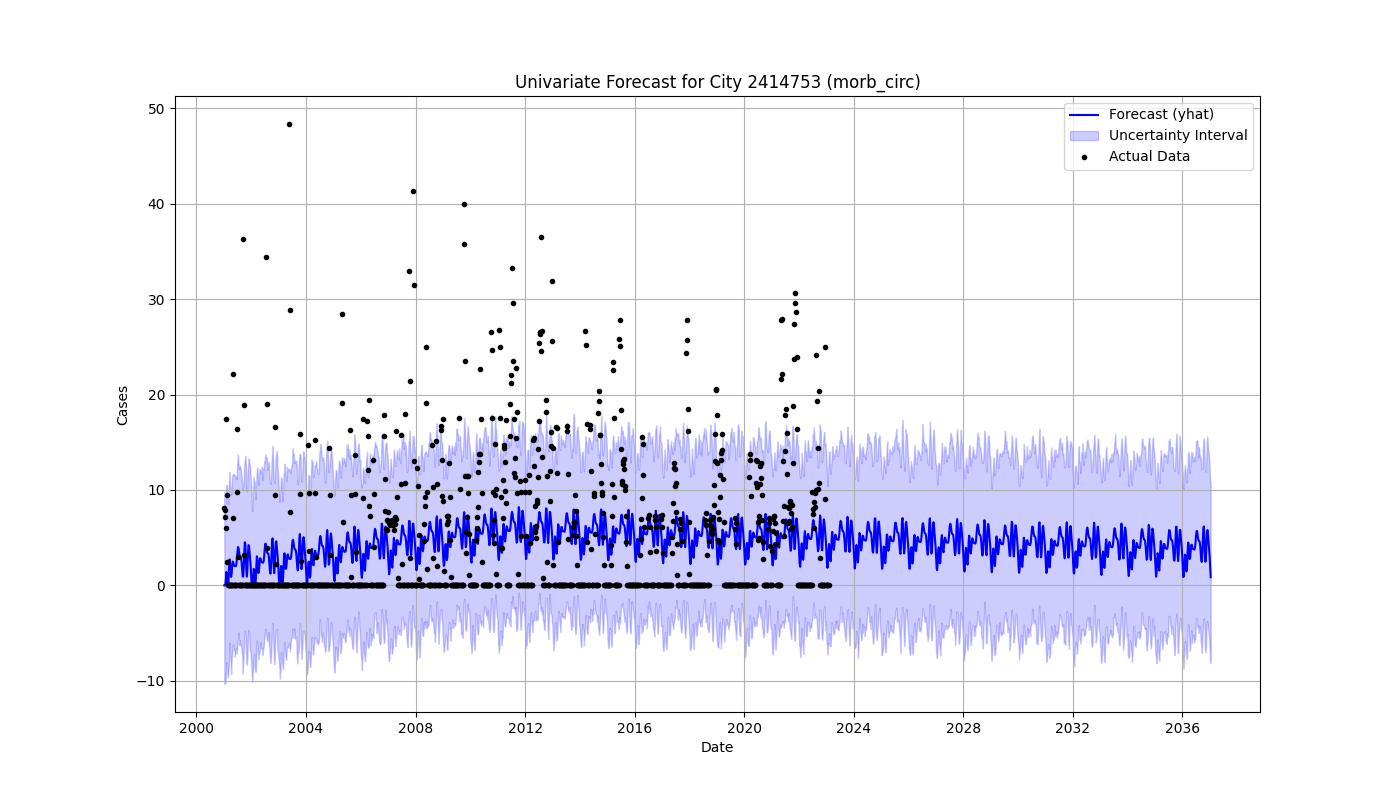 Univariate Forecast for City 2414753 (morb_circ)
Forecast (yhat)
Uncertainty Interval
Actual Data
Cases
50
40
30
20
10
0
−10
2000 2004 2008 2012 2016 2020 2024 2028 2032 2036
Date